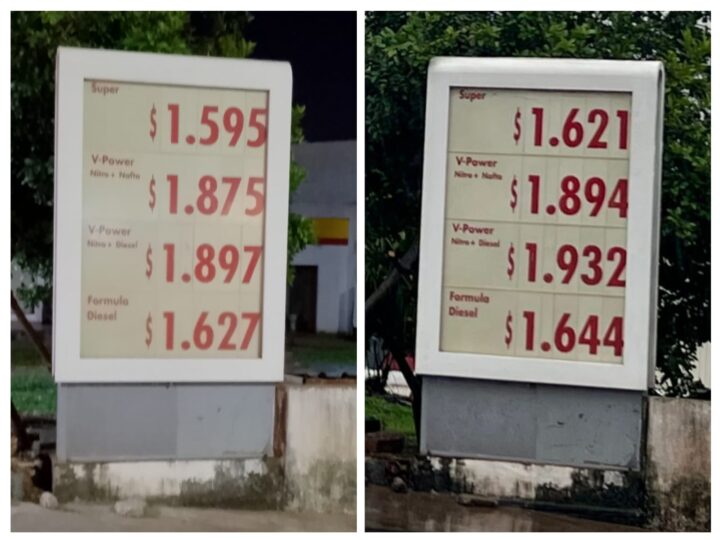 Super
$ 1.595
V-Power
Nitro + Nafta
$ 1.875
V-Power
Nitro + Diesel
$ 1.897
Formula
Diesel
$ 1.627
Super
$ 1.621
V-Power
Nitro + Nafta
$ 1.894
V-Power
Nitro + Diesel
$ 1.932
Formula
Diesel
$ 1.644